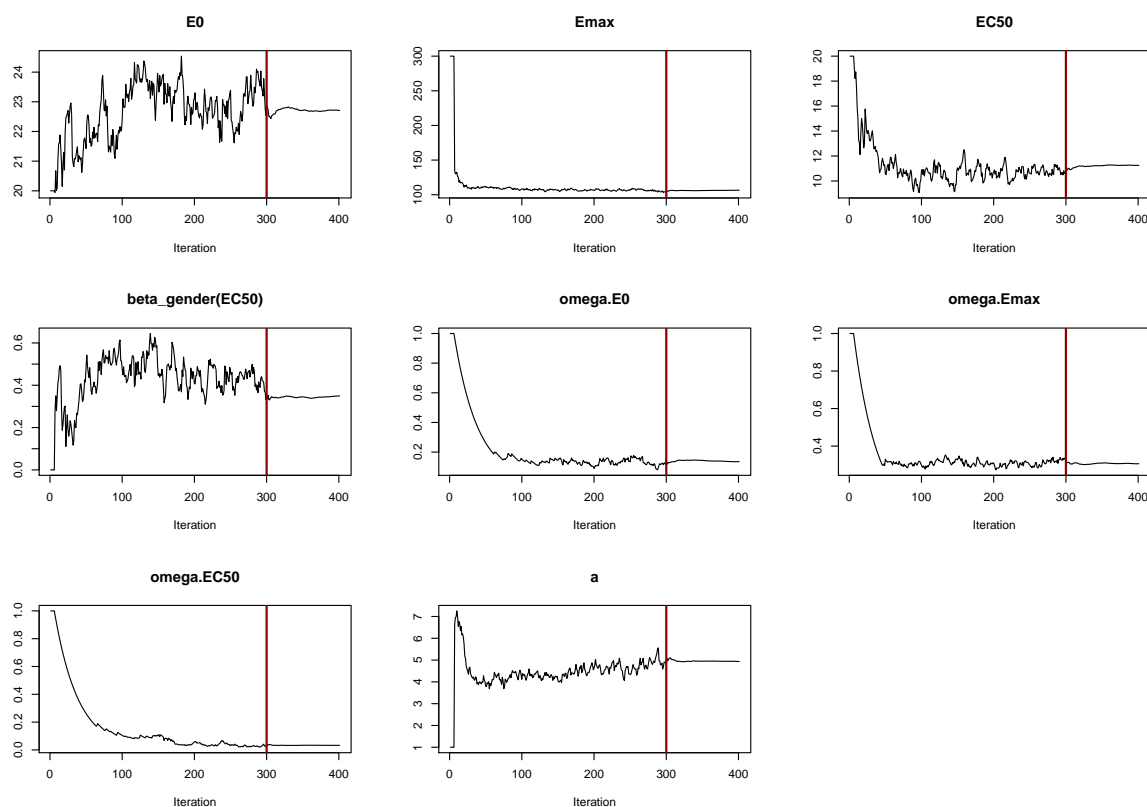 E0
Emax
EC50
20 21 22 23 24
100 150 200 250 300
10 12 14 16 18 20
0 100 200 300 400
0 100 200 300 400
0 100 200 300 400
Iteration
Iteration
Iteration
beta_gender(EC50)
omega.E0
omega.Emax
0.0 0.2 0.4 0.6
0.2 0.4 0.6 0.8 1.0
0.4 0.6 0.8 1.0
0 100 200 300 400
0 100 200 300 400
0 100 200 300 400
Iteration
Iteration
Iteration
omega.EC50
a
0.0 0.2 0.4 0.6 0.8 1.0
1 2 3 4 5 6 7
0 100 200 300 400
0 100 200 300 400
Iteration
Iteration